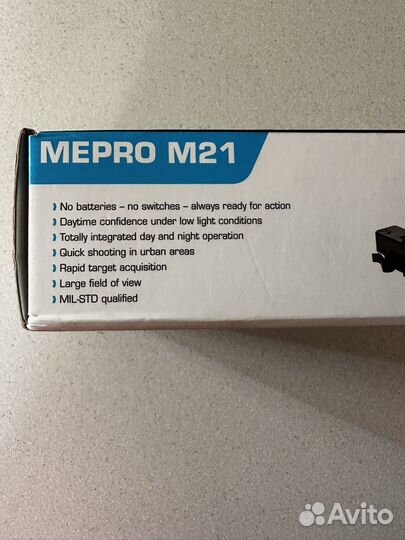 MEPRO M21
No batteries – no switches – always ready for action
Daytime confidence under low light conditions
Totally integrated day and night operation
Quick shooting in urban areas
Rapid target acquisition
Large field of view
MIL-STD qualified
Avito